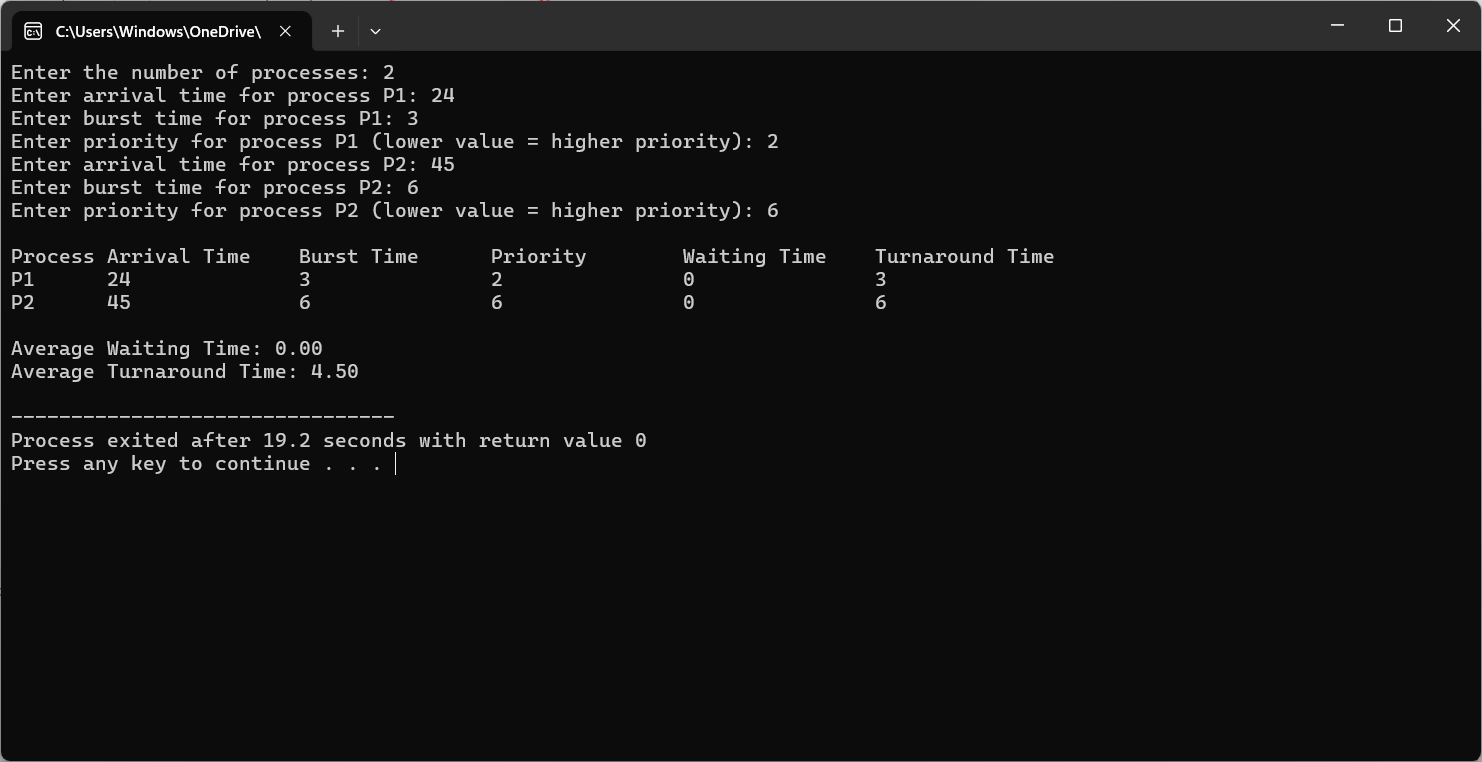 C:\Users\Windows\OneDrive\
Enter the number of processes: 2
Enter arrival time for process P1: 24
Enter burst time for process P1: 3
Enter priority for process P1 (lower value = higher priority): 2
Enter arrival time for process P2: 45
Enter burst time for process P2: 6
Enter priority for process P2 (lower value = higher priority): 6
Process Arrival Time    Burst Time      Priority        Waiting Time    Turnaround Time
P1      24              3               2               0               3
P2      45              6               6               0               6
Average Waiting Time: 0.00
Average Turnaround Time: 4.50
--------------------------------
Process exited after 19.2 seconds with return value 0
Press any key to continue . . .